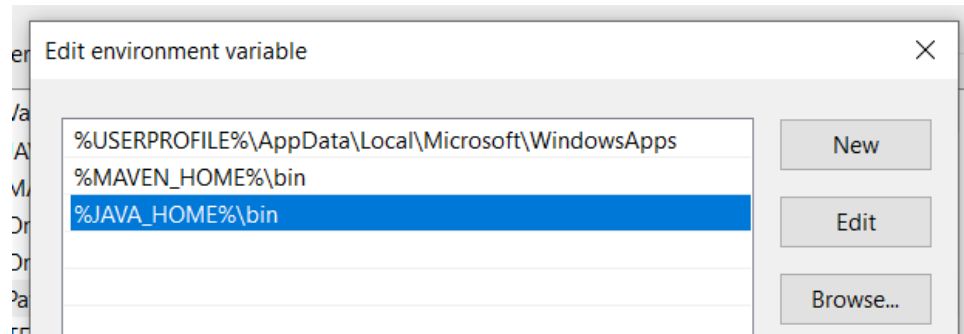 Edit environment variable
%USERPROFILE%\AppData\Local\Microsoft\WindowsApps
%MAVEN_HOME%\bin
%JAVA_HOME%\bin
New
Edit
Browse...